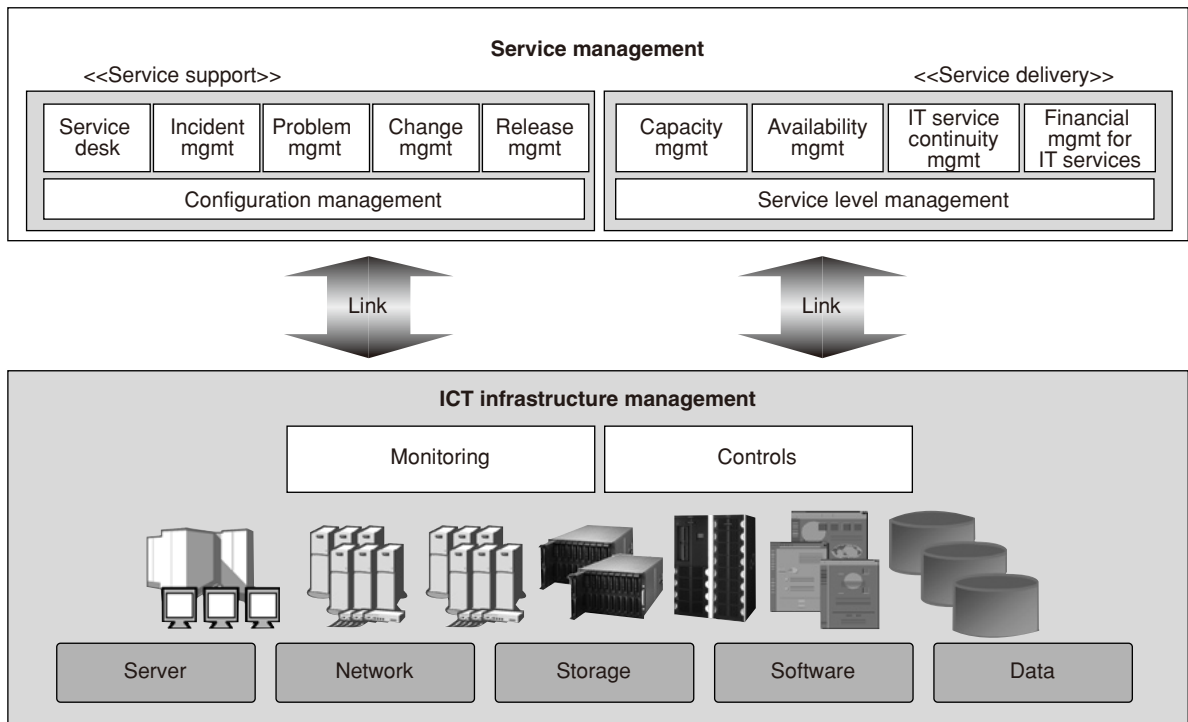 Service management
<<Service support>>
<<Service delivery>>
Service
desk
Incident
mgmt
Problem
mgmt
Change
mgmt
Release
mgmt
Configuration management
Capacity
mgmt
Availability
mgmt
IT service
continuity
mgmt
Financial
mgmt for
IT services
Service level management
Link
Link
ICT infrastructure management
Monitoring
Controls
Server
Network
Storage
Software
Data